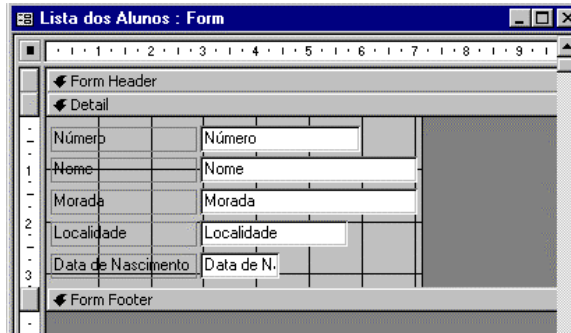 Lista dos Alunos : Form
1 2 3 4 5 6 7 8 9
Form Header
Detail
Número Número
1 Nome Nome
Morada Morada
2 Localidade Localidade
Data de Nascimento Data de N.
3
Form Footer